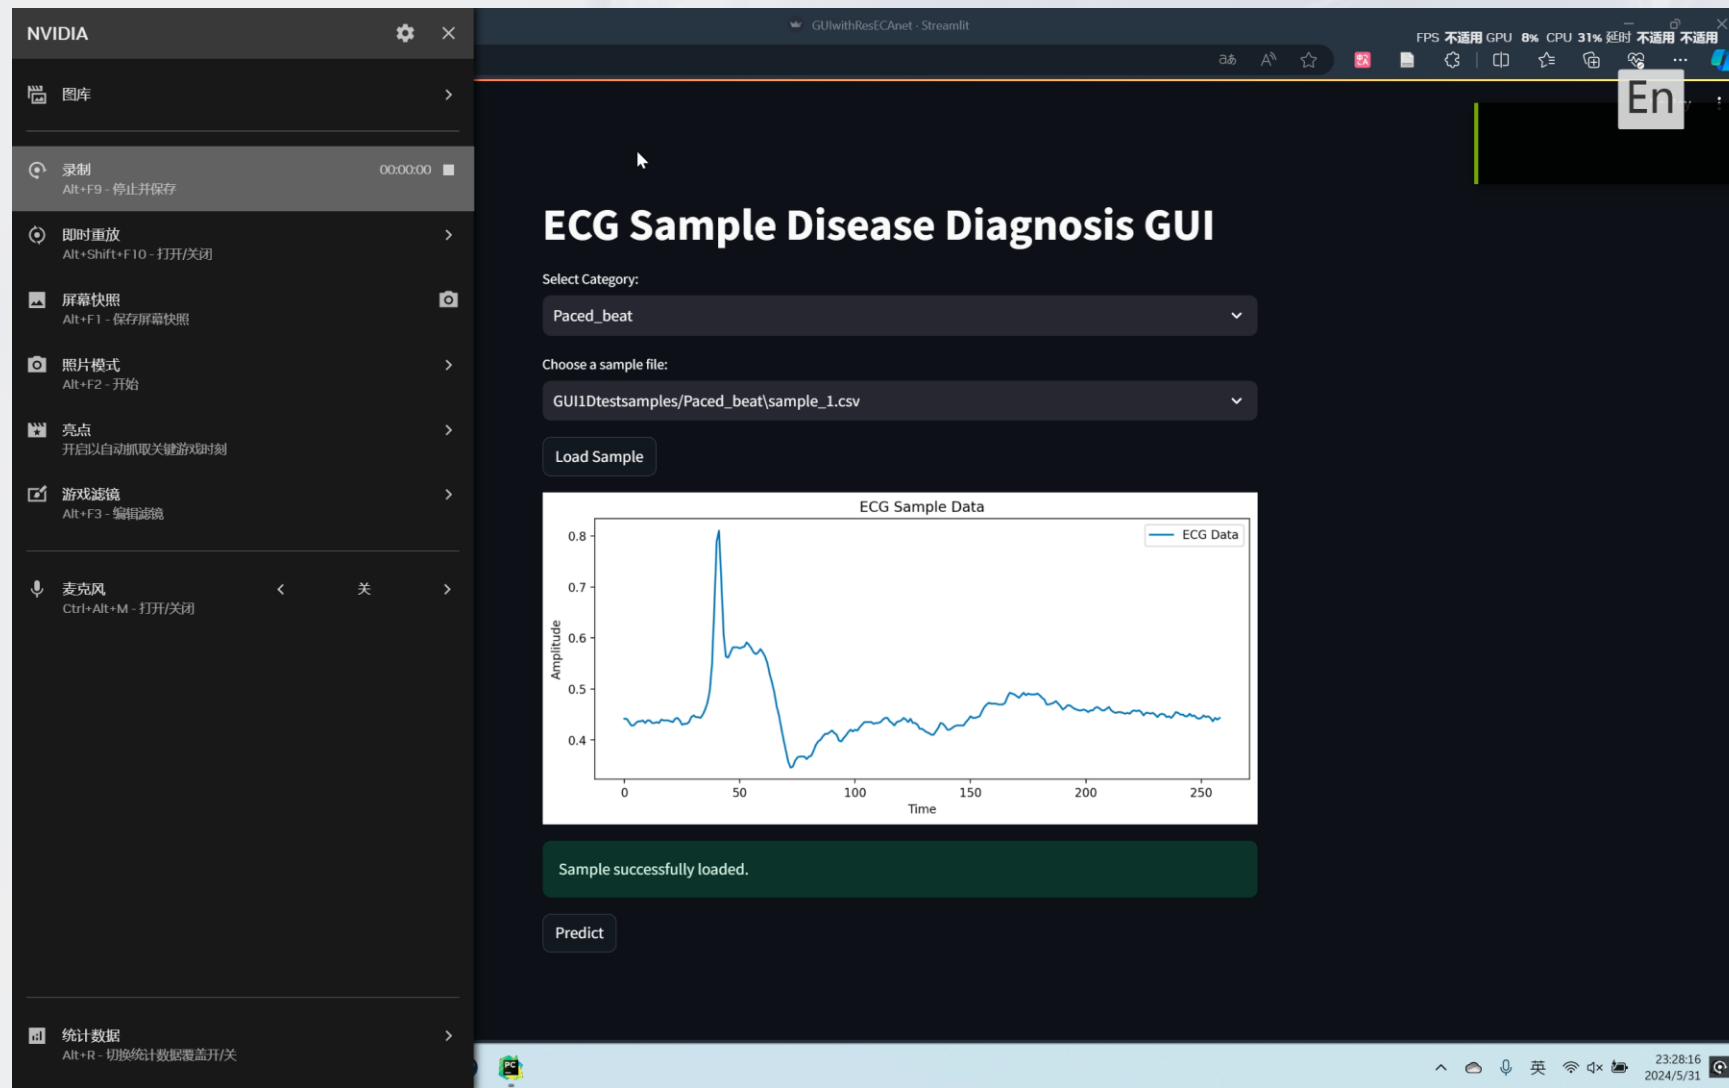 NVIDIA
图库
录制
00:00:00
Alt+F9 - 停止并保存
即时重放
Alt+Shift+F10 - 打开/关闭
屏幕快照
Alt+F1 - 保存屏幕快照
照片模式
Alt+F2 - 开始
亮点
开启以自动抓取关键游戏时刻
游戏滤镜
Alt+F3 - 编辑滤镜
麦克风
关
Ctrl+Alt+M - 打开/关闭
统计数据
Alt+R - 切换统计数据覆盖开/关
GUIwithResECAnet - Streamlit
FPS 不适用 GPU 8% CPU 31% 延时 不适用 不适用
En
ECG Sample Disease Diagnosis GUI
Select Category:
Paced_beat
Choose a sample file:
GUI1Dtestsamples/Paced_beat\sample_1.csv
Load Sample
ECG Sample Data
ECG Data
0.8
0.7
0.6
0.5
0.4
Amplitude
0 50 100 150 200 250
Time
Sample successfully loaded.
Predict
PC
英
23:28:16
2024/5/31